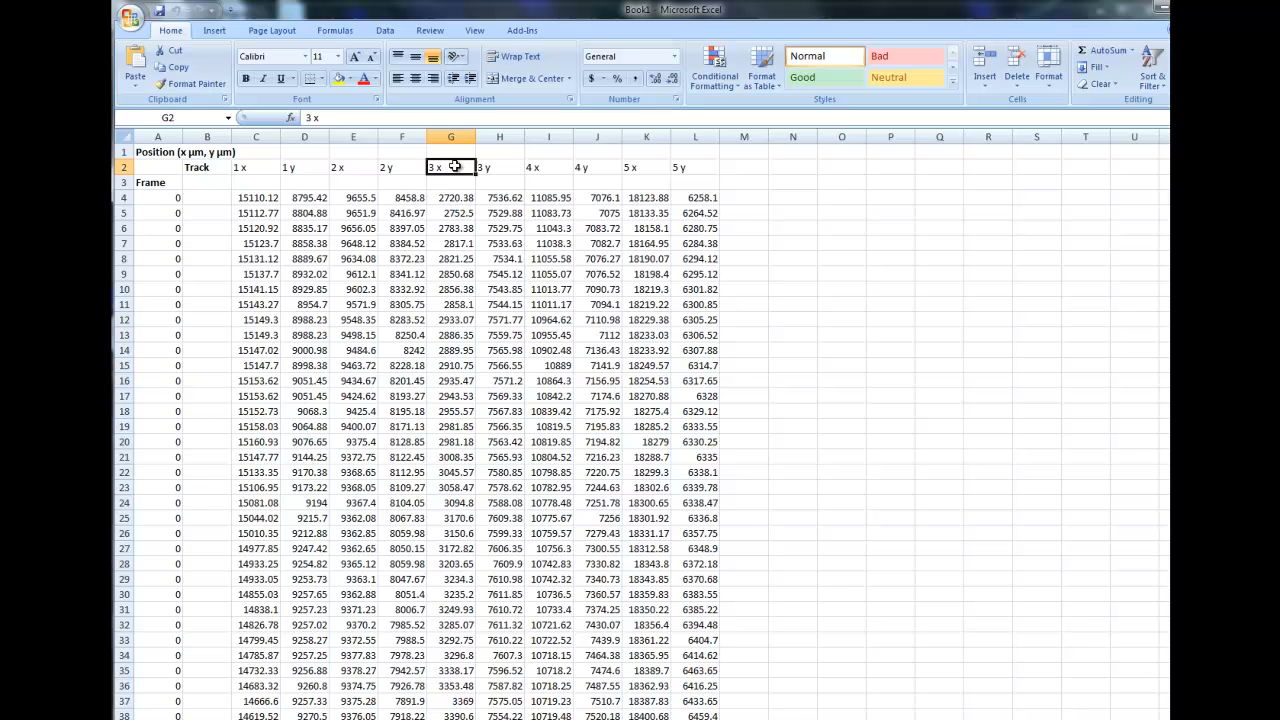 Book1 - Microsoft Excel
Home Insert Page Layout Formulas Data Review View Add-Ins
Cut Calibri 11 Wrap Text General Normal Bad AutoSum
Copy Fill
Paste Format Painter B I U Merge & Center $ % , Conditional Formatting Format as Table Good Neutral Insert Delete Format Clear Sort & Filter
Clipboard Font Alignment Number Styles Cells Editing
G2 fx 3 x
A B C D E F G H I J K L M N O P Q R S T U
1 Position (x µm, y µm)
2 Track 1 x 1 y 2 x 2 y 3 x 3 y 4 x 4 y 5 x 5 y
3 Frame
4 0 15110.12 8795.42 9655.5 8458.8 2720.38 7536.62 11085.95 7076.1 18123.88 6258.1
5 0 15112.77 8804.88 9651.9 8416.97 2752.5 7529.88 11083.73 7075 18133.35 6264.52
6 0 15120.92 8835.17 9656.05 8397.05 2783.38 7529.75 11043.3 7083.72 18158.1 6280.75
7 0 15123.7 8858.38 9648.12 8384.52 2817.1 7533.63 11038.3 7082.7 18164.95 6284.38
8 0 15131.12 8889.67 9634.08 8372.23 2821.25 7534.1 11055.58 7076.27 18190.07 6294.12
9 0 15137.7 8932.02 9612.1 8341.12 2850.68 7545.12 11055.07 7076.52 18198.4 6295.12
10 0 15141.15 8929.85 9602.3 8332.92 2856.38 7543.85 11013.77 7090.73 18219.3 6301.82
11 0 15143.27 8954.7 9571.9 8305.75 2858.1 7544.15 11011.17 7094.1 18219.22 6300.85
12 0 15149.3 8988.23 9548.35 8283.52 2933.07 7571.77 10964.62 7110.98 18229.38 6305.25
13 0 15149.3 8988.23 9498.15 8250.4 2886.35 7559.75 10955.45 7112 18233.03 6306.52
14 0 15147.02 9000.98 9484.6 8242 2889.95 7565.98 10902.48 7136.43 18233.92 6307.88
15 0 15147.7 8998.38 9463.72 8228.18 2910.75 7566.55 10889 7141.9 18249.57 6314.7
16 0 15153.62 9051.45 9434.67 8201.45 2935.47 7571.2 10864.3 7156.95 18254.53 6317.65
17 0 15153.62 9051.45 9424.62 8193.27 2943.53 7569.33 10842.2 7174.6 18270.88 6328
18 0 15152.73 9068.3 9425.4 8195.18 2955.57 7567.83 10839.42 7175.92 18275.4 6329.12
19 0 15158.03 9064.88 9400.07 8171.13 2981.85 7566.35 10819.5 7195.83 18285.2 6333.55
20 0 15160.93 9076.65 9375.4 8128.85 2981.18 7563.42 10819.85 7194.82 18279 6330.25
21 0 15147.77 9144.25 9372.75 8122.45 3008.35 7565.93 10804.52 7216.23 18288.7 6335
22 0 15133.35 9170.38 9368.65 8112.95 3045.57 7580.85 10798.85 7220.75 18299.3 6338.1
23 0 15106.95 9173.22 9368.05 8109.27 3058.47 7578.62 10782.95 7244.63 18302.6 6339.78
24 0 15081.08 9194 9367.4 8104.05 3094.8 7588.08 10778.48 7251.78 18300.65 6338.47
25 0 15044.02 9215.7 9362.08 8067.83 3170.6 7609.38 10775.67 7256 18301.92 6336.8
26 0 15010.35 9212.88 9362.85 8059.98 3150.6 7599.33 10759.57 7279.43 18331.17 6357.75
27 0 14977.85 9247.42 9362.65 8050.15 3172.82 7606.35 10756.3 7300.55 18312.58 6348.9
28 0 14933.25 9254.82 9365.12 8059.98 3203.65 7609.9 10742.83 7330.82 18343.8 6372.18
29 0 14933.05 9253.73 9363.1 8047.67 3234.3 7610.98 10742.32 7340.73 18343.85 6370.68
30 0 14855.03 9257.65 9362.88 8051.4 3235.2 7611.85 10736.5 7360.57 18359.83 6383.55
31 0 14838.1 9257.23 9371.23 8006.7 3249.93 7610.72 10733.4 7374.25 18350.22 6385.22
32 0 14826.78 9257.02 9370.2 7985.52 3285.07 7611.32 10721.62 7430.07 18356.4 6394.48
33 0 14799.45 9258.27 9372.55 7988.5 3292.75 7610.22 10722.52 7439.9 18361.22 6404.7
34 0 14785.87 9257.25 9377.83 7978.23 3296.8 7607.3 10718.15 7464.38 18365.95 6414.62
35 0 14732.33 9256.88 9378.27 7942.57 3338.17 7596.52 10718.2 7474.6 18389.7 6463.65
36 0 14683.32 9260.8 9374.75 7926.78 3353.48 7587.82 10718.25 7487.55 18362.93 6416.25
37 0 14666.6 9257.33 9375.28 7891.9 3369 7575.05 10719.23 7510.7 18387.83 6433.65
38 0 14619.52 9270.5 9376.06 7918.22 3390.6 7554.22 10719.48 7520.18 18400.68 6459.4